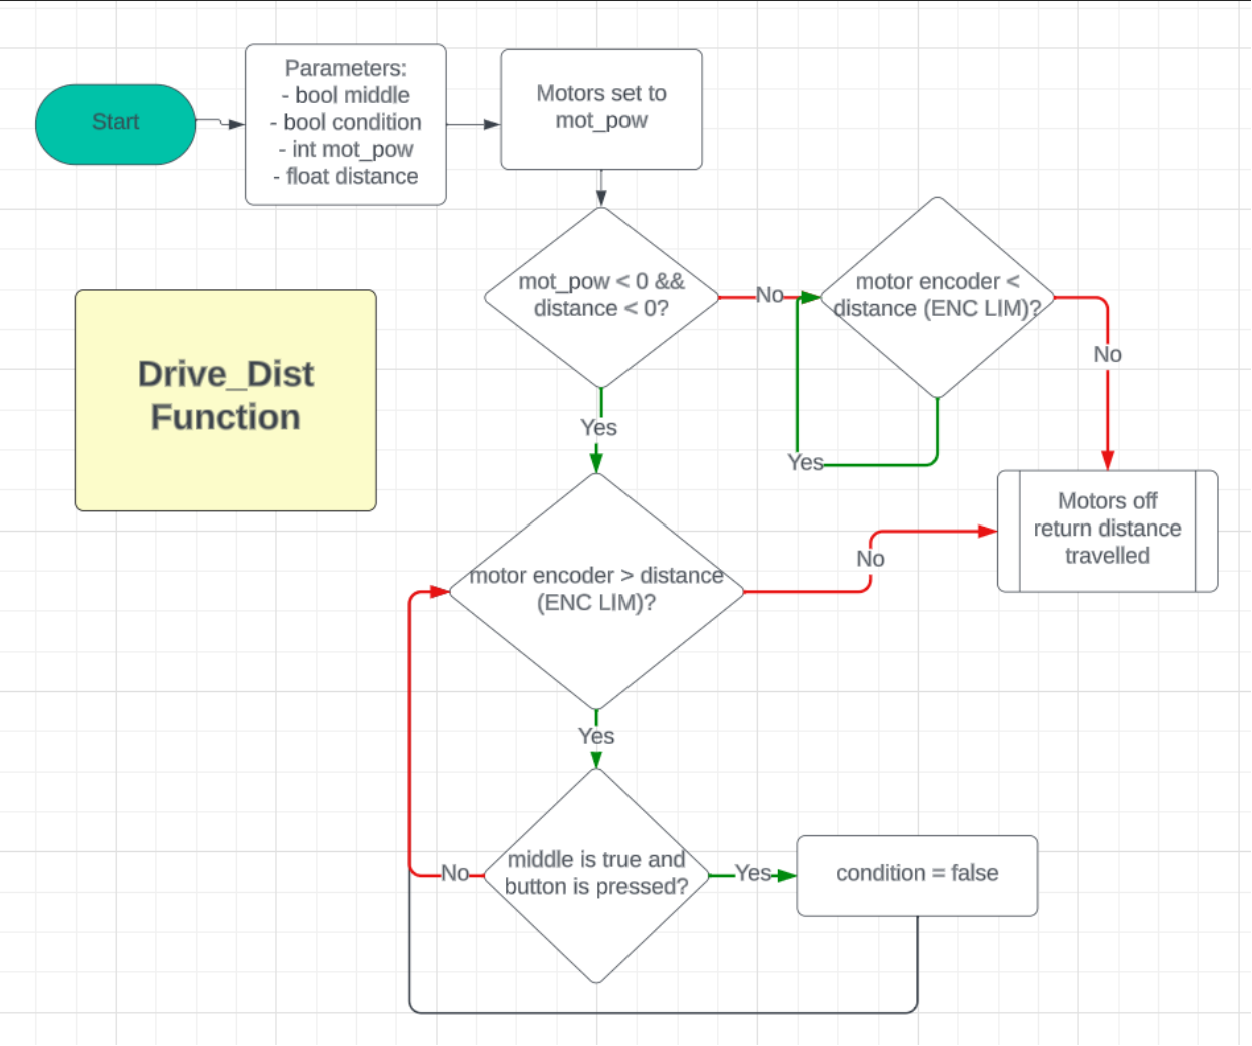 Start
Parameters:
- bool middle
- bool condition
- int mot_pow
- float distance
Motors set to
mot_pow
mot_pow < 0 &&
distance < 0?
No
motor encoder <
distance (ENC LIM)?
No
Yes
Drive_Dist
Function
Yes
Motors off
return distance
travelled
motor encoder > distance
(ENC LIM)?
No
Yes
middle is true and
button is pressed?
No
Yes
condition = false